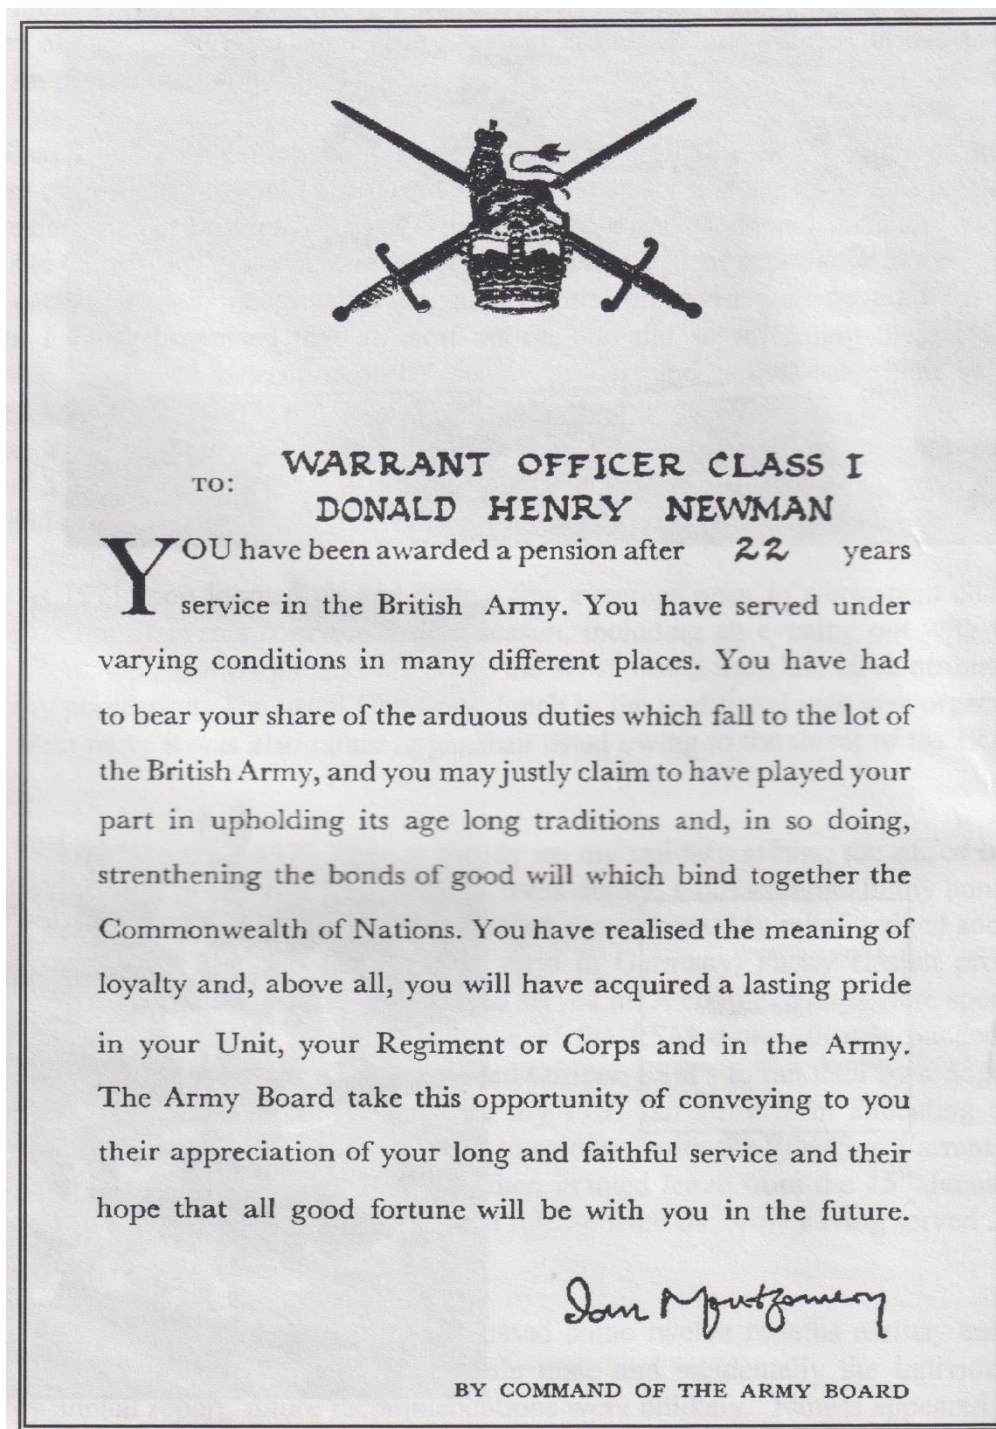 WARRANT OFFICER CLASS I
TO:
DONALD HENRY NEWMAN
YOU have been awarded a pension after 22 years
service in the British Army. You have served under
varying conditions in many different places. You have had
to bear your share of the arduous duties which fall to the lot of
the British Army, and you may justly claim to have played your
part in upholding its age long traditions and, in so doing,
strenthening the bonds of good will which bind together the
Commonwealth of Nations. You have realised the meaning of
loyalty and, above all, you will have acquired a lasting pride
in your Unit, your Regiment or Corps and in the Army.
The Army Board take this opportunity of conveying to you
their appreciation of your long and faithful service and their
hope that all good fortune will be with you in the future.
Ian Montgomery
BY COMMAND OF THE ARMY BOARD